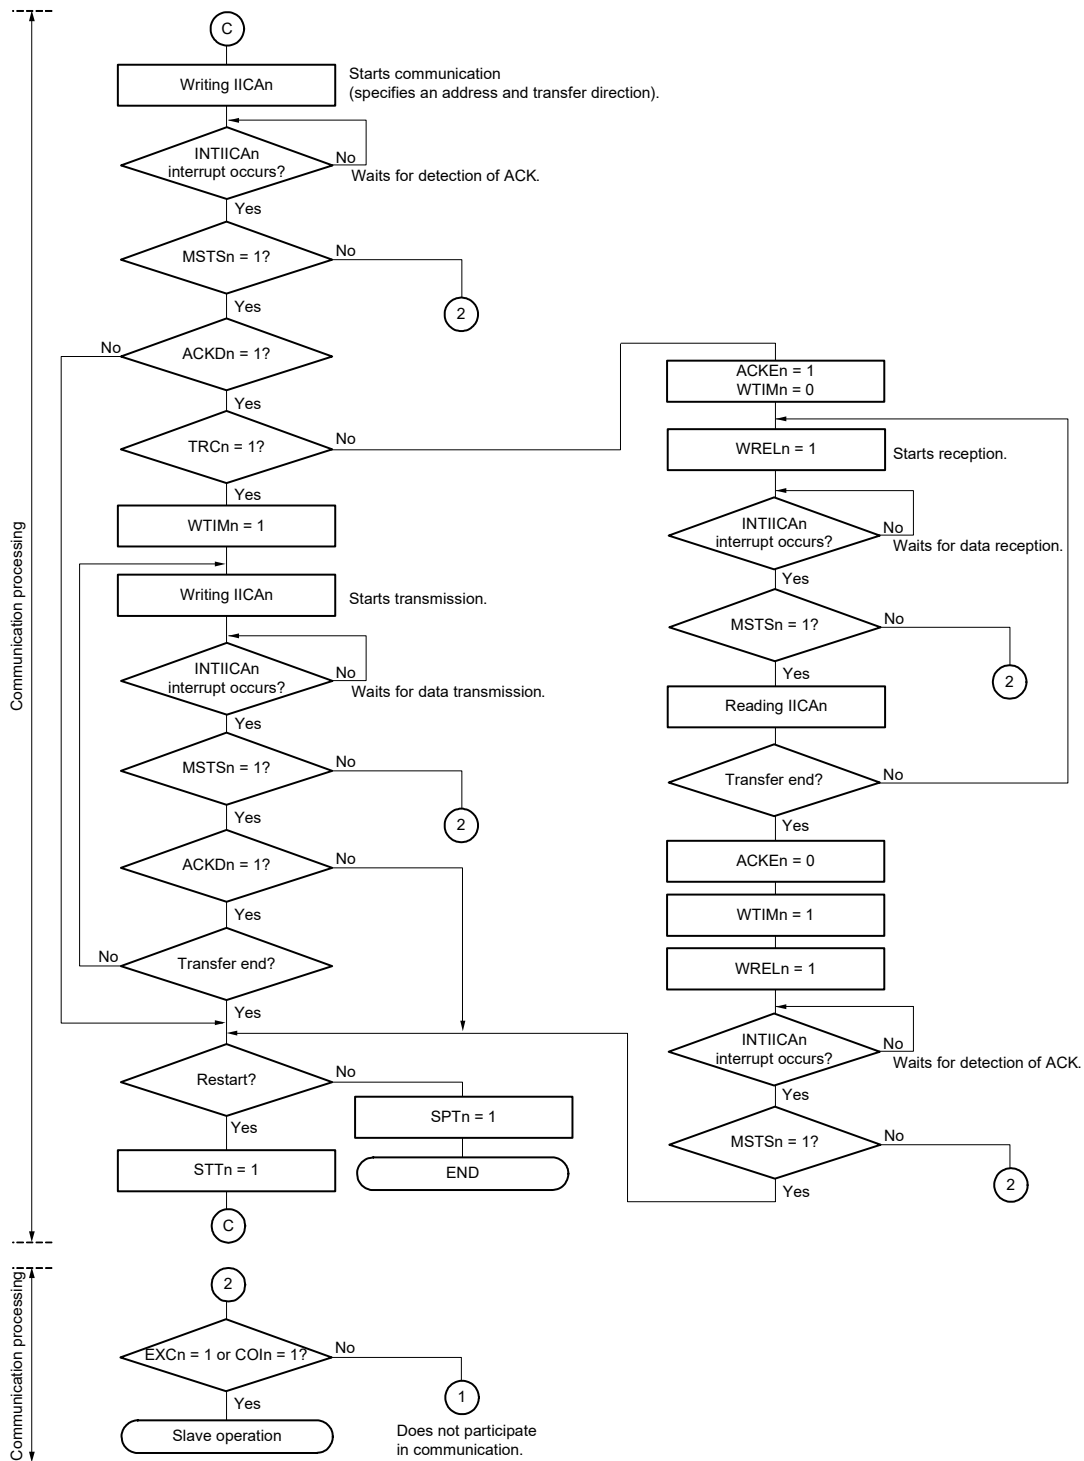 C
Writing IICAn
Starts communication
(specifies an address and transfer direction).
INTIICAn
interrupt occurs?
No
Waits for detection of ACK.
Yes
MSTSn = 1?
No
2
Yes
ACKDn = 1?
No
Yes
TRCn = 1?
No
Yes
WTIMn = 1
Writing IICAn
Starts transmission.
INTIICAn
interrupt occurs?
No
Waits for data transmission.
Yes
MSTSn = 1?
No
2
Yes
ACKDn = 1?
No
Yes
Transfer end?
No
Yes
Restart?
No
SPTn = 1
END
Yes
STTn = 1
C
ACKEn = 1
WTIMn = 0
WRELn = 1
Starts reception.
INTIICAn
interrupt occurs?
No
Waits for data reception.
Yes
MSTSn = 1?
No
2
Yes
Reading IICAn
Transfer end?
No
Yes
ACKEn = 0
WTIMn = 1
WRELn = 1
INTIICAn
interrupt occurs?
No
Waits for detection of ACK.
Yes
MSTSn = 1?
No
2
Yes
Communication processing
2
EXCn = 1 or COIn = 1?
No
1
Does not participate
in communication.
Yes
Slave operation
Communication processing